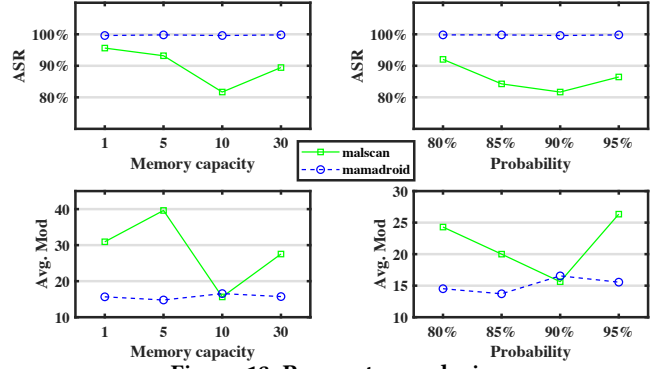 100%
90%
80%
ASR
1 5 10 30
Memory capacity
100%
90%
80%
ASR
80% 85% 90% 95%
Probability
malscan
mamadroid
40
30
20
10
Avg. Mod
1 5 10 30
Memory capacity
30
25
20
15
10
Avg. Mod
80% 85% 90% 95%
Probability